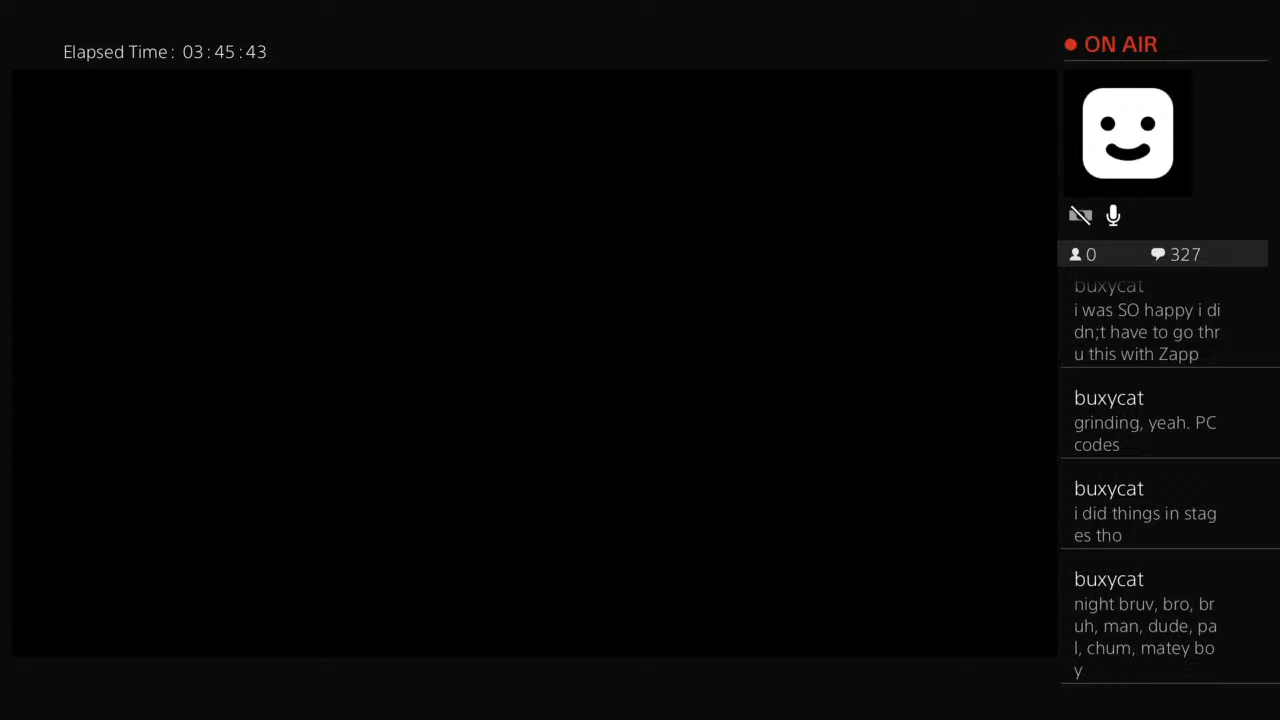 Elapsed Time: 03:45:43
ON AIR
0 327
buxycat
i was SO happy i di
dn;t have to go thr
u this with Zapp
buxycat
grinding, yeah. PC
codes
buxycat
i did things in stag
es tho
buxycat
night bruv, bro, br
uh, man, dude, pa
l, chum, matey bo
y